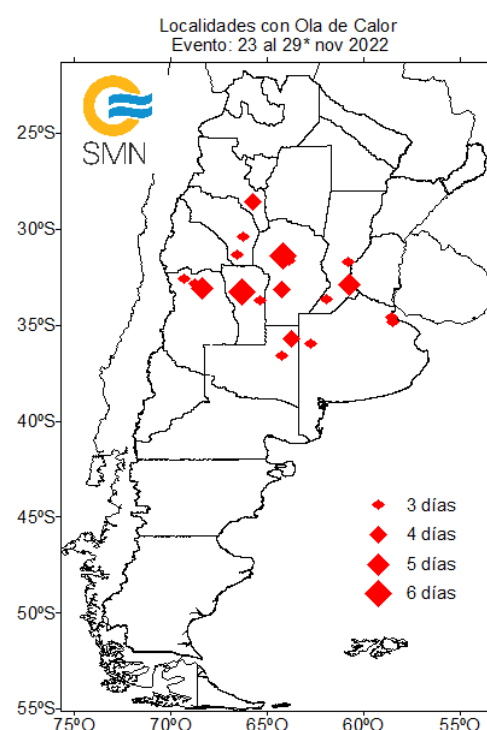 Localidades con Ola de Calor
Evento: 23 al 29* nov 2022
SMN
25ºS
30ºS
35ºS
40ºS
45ºS
50ºS
55ºS
3 días
4 días
5 días
6 días
75ºO
70ºO
65ºO
60ºO
55ºO